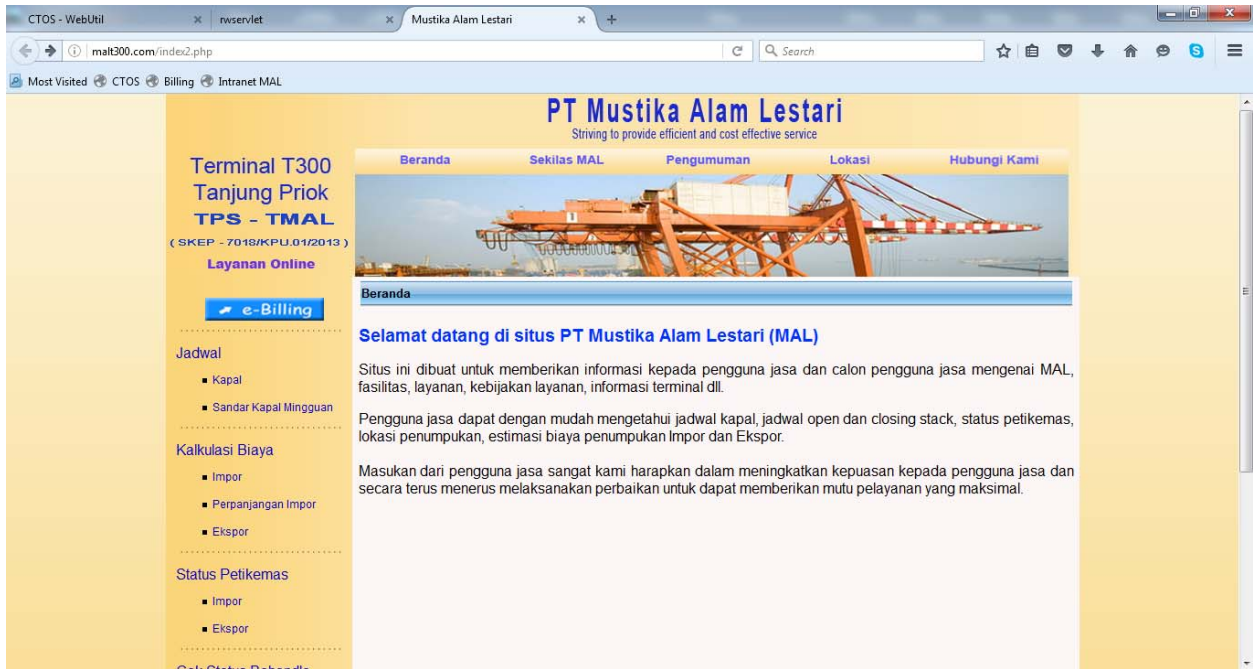 CTOS - WebUtil
rwservlet
Mustika Alam Lestari
malt300.com/index2.php
Search
Most Visited CTOS Billing Intranet MAL
PT Mustika Alam Lestari
Striving to provide efficient and cost effective service
Terminal T300
Tanjung Priok
TPS - TMAL
( SKEP - 7018/KPU.01/2013 )
Layanan Online
e-Billing
Jadwal
Kapal
Sandar Kapal Mingguan
Kalkulasi Biaya
Impor
Perpanjangan Impor
Ekspor
Status Petikemas
Impor
Ekspor
Beranda Sekilas MAL Pengumuman Lokasi Hubungi Kami
Beranda
Selamat datang di situs PT Mustika Alam Lestari (MAL)
Situs ini dibuat untuk memberikan informasi kepada pengguna jasa dan calon pengguna jasa mengenai MAL,
fasilitas, layanan, kebijakan layanan, informasi terminal dll.
Pengguna jasa dapat dengan mudah mengetahui jadwal kapal, jadwal open dan closing stack, status petikemas,
lokasi penumpukan, estimasi biaya penumpukan Impor dan Ekspor.
Masukan dari pengguna jasa sangat kami harapkan dalam meningkatkan kepuasan kepada pengguna jasa dan
secara terus menerus melaksanakan perbaikan untuk dapat memberikan mutu pelayanan yang maksimal.